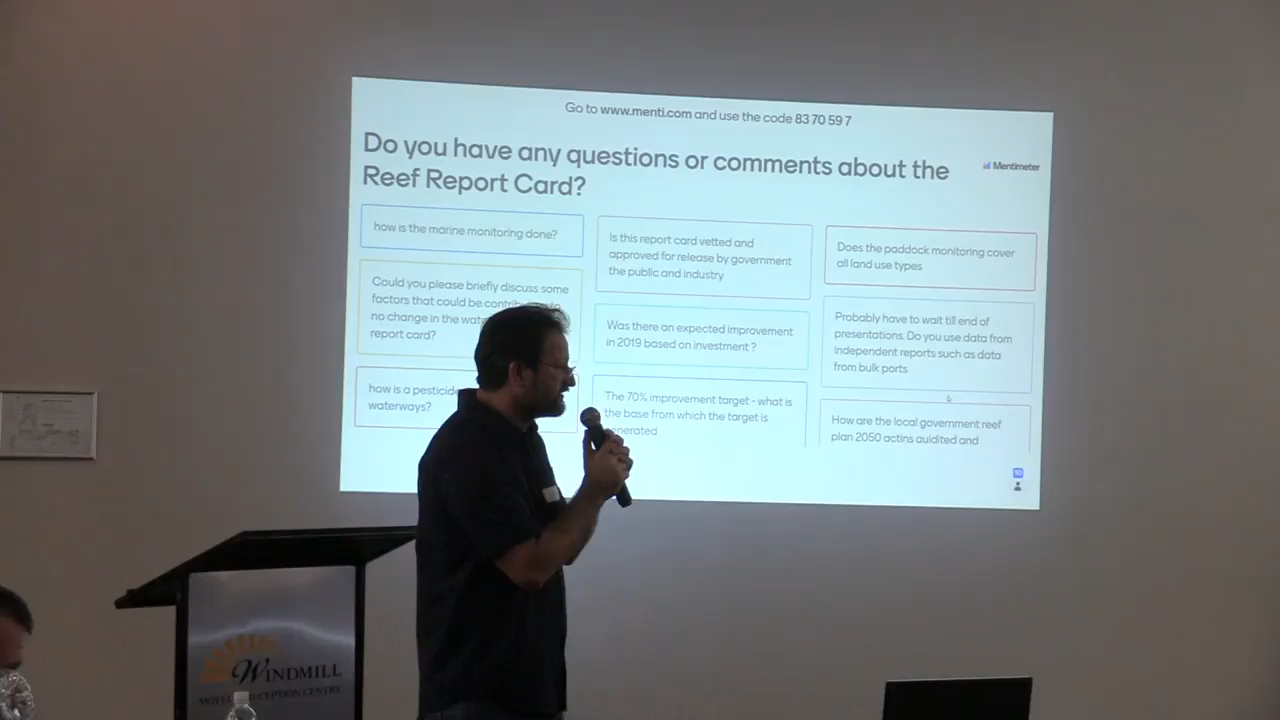 Go to www.menti.com and use the code 83 70 59 7
Do you have any questions or comments about the
Reef Report Card?
Mentimeter
how is the marine monitoring done?
Could you please briefly discuss some
factors that could be
no change in the
report card?
how is a pesticide
waterways?
Is this report card vetted and
approved for release by government
the public and industry
Was there an expected improvement
in 2019 based on investment ?
The 70% improvement target - what is
the base from which the target is
Does the paddock monitoring cover
all land use types
Probably have to wait till end of
presentations. Do you use data from
independent reports such as data
from bulk ports
How are the local government reef
plan 2050 actins auidited and
WINDMILL
CENTRE